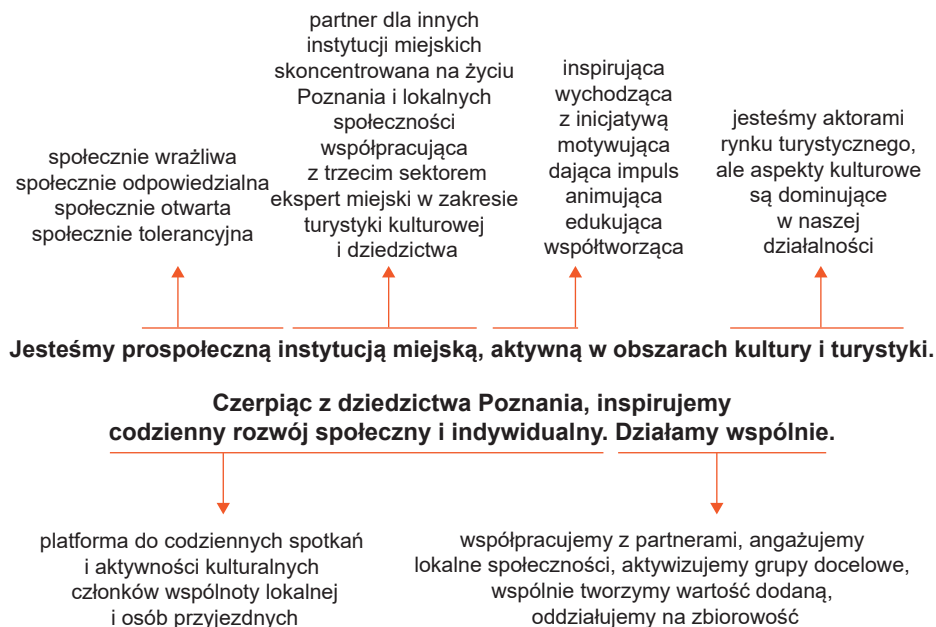 społecznie wrażliwa
społecznie odpowiedzialna
społecznie otwarta
społecznie tolerancyjna
partner dla innych
instytucji miejskich
skoncentrowana na życiu
Poznania i lokalnych
społeczności
współpracująca
z trzecim sektorem
ekspert miejski w zakresie
turystyki kulturowej
i dziedzictwa
inspirująca
wychodząca
z inicjatywą
motywująca
dająca impuls
animująca
edukująca
współtworząca
jesteśmy aktorami
rynku turystycznego,
ale aspekty kulturowe
są dominujące
w naszej
działalności
Jesteśmy prospołeczną instytucją miejską, aktywną w obszarach kultury i turystyki.
Czerpiąc z dziedzictwa Poznania, inspirujemy
codzienny rozwój społeczny i indywidualny. Działamy wspólnie.
platforma do codziennych spotkań
i aktywności kulturalnych
członków wspólnoty lokalnej
i osób przyjezdnych
współpracujemy z partnerami, angażujemy
lokalne społeczności, aktywizujemy grupy docelowe,
wspólnie tworzymy wartość dodaną,
oddziałujemy na zbiorowość